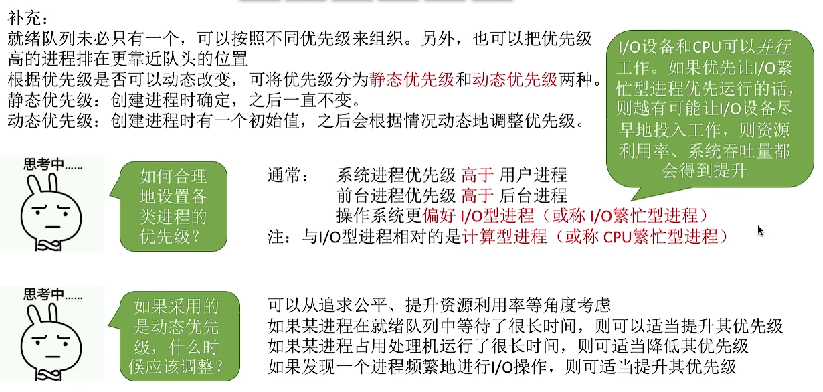 补充：
就绪队列未必只有一个，可以按照不同优先级来组织。另外，也可以把优先级
高的进程排在更靠近队头的位置
根据优先级是否可以动态改变，可将优先级分为静态优先级和动态优先级两种。
静态优先级：创建进程时确定，之后一直不变。
动态优先级：创建进程时有一个初始值，之后会根据情况动态地调整优先级。
I/O设备和CPU可以并行
工作。如果优先让I/O繁
忙型进程优先运行的话，
则越有可能让I/O设备尽
早地投入工作，则资源
利用率、系统吞吐量都
会得到提升
思考中......
如何合理
地设置各
类进程的
优先级？
通常： 系统进程优先级 高于 用户进程
前台进程优先级 高于 后台进程
操作系统更偏好 I/O型进程（或称 I/O繁忙型进程）
注：与I/O型进程相对的是计算型进程（或称 CPU繁忙型进程）
思考中......
如果采用的
是动态优先
级，什么时
候应该调整？
可以从追求公平、提升资源利用率等角度考虑
如果某进程在就绪队列中等待了很长时间，则可以适当提升其优先级
如果某进程占用处理机运行了很长时间，则可适当降低其优先级
如果发现一个进程频繁地进行I/O操作，则可适当提升其优先级